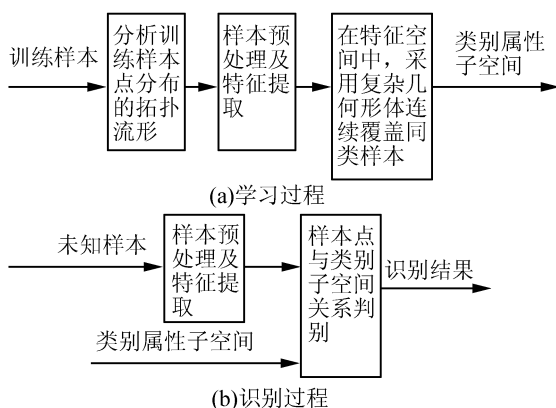 训练样本
分析训
练样本
点分布
的拓扑
流形
样本预
处理及
特征提
取
在特征空
间中，采
用复杂几
何形体连
续覆盖同
类样本
类别属性
子空间
(a)学习过程
未知样本
样本预
处理及
特征提
取
类别属性子空间
样本点
与类别
子空间
关系判
别
识别结果
(b)识别过程